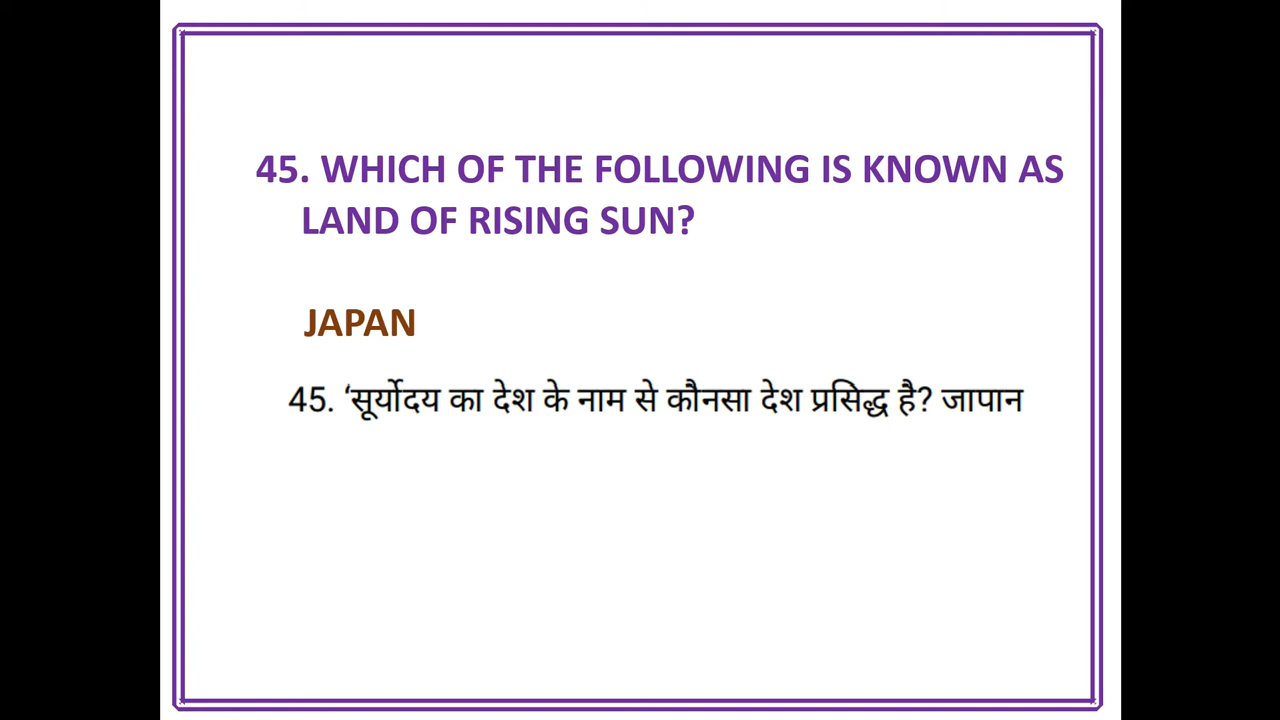 45. WHICH OF THE FOLLOWING IS KNOWN AS
LAND OF RISING SUN?
JAPAN
45. ‘सूर्योदय का देश के नाम से कौनसा देश प्रसिद्ध है? जापान